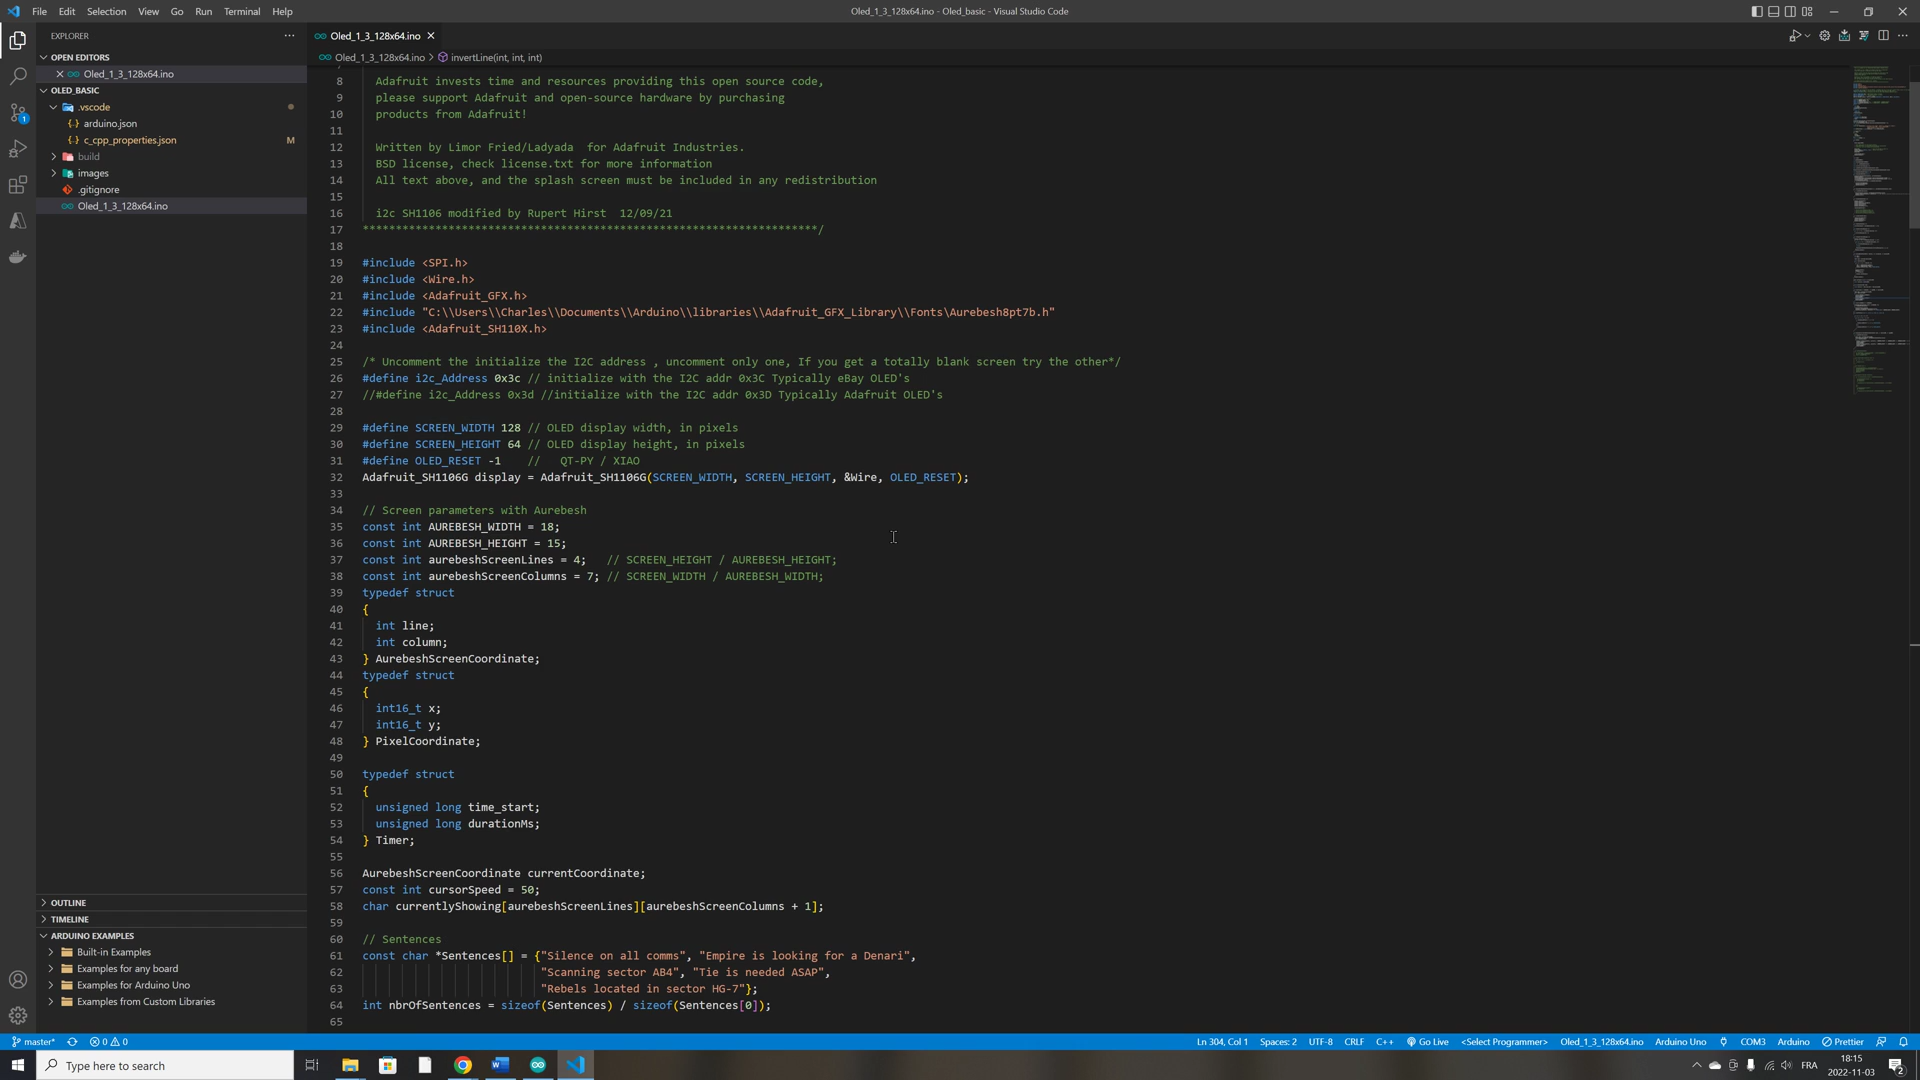 File Edit Selection View Go Run Terminal Help
Oled_1_3_128x64.ino - Oled_basic - Visual Studio Code
EXPLORER
OPEN EDITORS
Oled_1_3_128x64.ino
OLED_BASIC
.vscode
arduino.json
c_cpp_properties.json M
build
images
.gitignore
Oled_1_3_128x64.ino
OUTLINE
TIMELINE
ARDUINO EXAMPLES
Built-in Examples
Examples for any board
Examples for Arduino Uno
Examples from Custom Libraries
Oled_1_3_128x64.ino
Oled_1_3_128x64.ino > invertLine(int, int, int)
8 Adafruit invests time and resources providing this open source code,
9 please support Adafruit and open-source hardware by purchasing
10 products from Adafruit!
11
12 Written by Limor Fried/Ladyada  for Adafruit Industries.
13 BSD license, check license.txt for more information
14 All text above, and the splash screen must be included in any redistribution
15
16 i2c SH1106 modified by Rupert Hirst  12/09/21
17 *********************************************************************/
18
19 #include <SPI.h>
20 #include <Wire.h>
21 #include <Adafruit_GFX.h>
22 #include "C:\\Users\\Charles\\Documents\\Arduino\\libraries\\Adafruit_GFX_Library\\Fonts\Aurebesh8pt7b.h"
23 #include <Adafruit_SH110X.h>
24
25 /* Uncomment the initialize the I2C address , uncomment only one, If you get a totally blank screen try the other*/
26 #define i2c_Address 0x3c // initialize with the I2C addr 0x3C Typically eBay OLED's
27 //#define i2c_Address 0x3d //initialize with the I2C addr 0x3D Typically Adafruit OLED's
28
29 #define SCREEN_WIDTH 128 // OLED display width, in pixels
30 #define SCREEN_HEIGHT 64 // OLED display height, in pixels
31 #define OLED_RESET -1    //   QT-PY / XIAO
32 Adafruit_SH1106G display = Adafruit_SH1106G(SCREEN_WIDTH, SCREEN_HEIGHT, &Wire, OLED_RESET);
33
34 // Screen parameters with Aurebesh
35 const int AUREBESH_WIDTH = 18;
36 const int AUREBESH_HEIGHT = 15;
37 const int aurebeshScreenLines = 4;   // SCREEN_HEIGHT / AUREBESH_HEIGHT;
38 const int aurebeshScreenColumns = 7; // SCREEN_WIDTH / AUREBESH_WIDTH;
39 typedef struct
40 {
41 int line;
42 int column;
43 } AurebeshScreenCoordinate;
44 typedef struct
45 {
46 int16_t x;
47 int16_t y;
48 } PixelCoordinate;
49
50 typedef struct
51 {
52 unsigned long time_start;
53 unsigned long durationMs;
54 } Timer;
55
56 AurebeshScreenCoordinate currentCoordinate;
57 const int cursorSpeed = 50;
58 char currentlyShowing[aurebeshScreenLines][aurebeshScreenColumns + 1];
59
60 // Sentences
61 const char *Sentences[] = {"Silence on all comms", "Empire is looking for a Denari",
62 "Scanning sector AB4", "Tie is needed ASAP",
63 "Rebels located in sector HG-7"};
64 int nbrOfSentences = sizeof(Sentences) / sizeof(Sentences[0]);
65
master* 0 0 Ln 304, Col 1 Spaces: 2 UTF-8 CRLF C++ Go Live <Select Programmer> Oled_1_3_128x64.ino Arduino Uno COM3 Arduino Prettier
Type here to search
FRA
18:15
2022-11-03
2